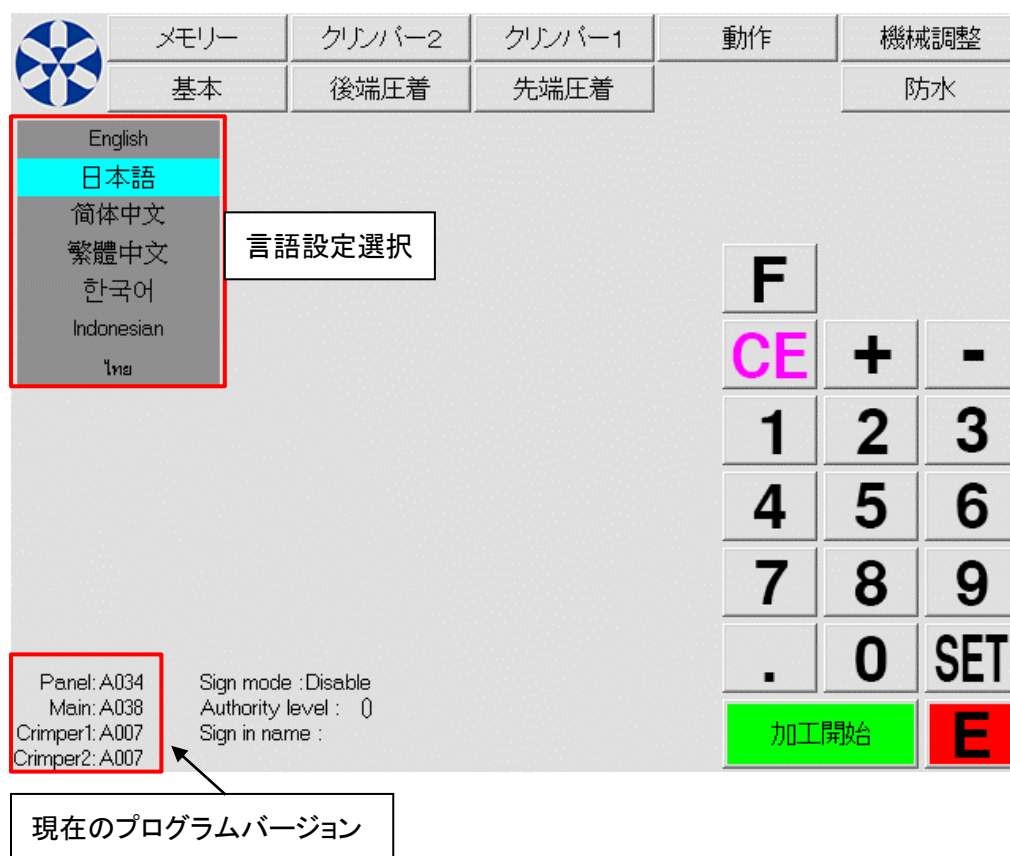 メモリー
クリンパー2
クリンパー1
動作
機械調整
基本
後端圧着
先端圧着
防水
English
日本語
简体中文
繁體中文
한국어
Indonesian
ไทย
言語設定選択
F
CE + -
1 2 3
4 5 6
7 8 9
. 0 SET
加工開始 E
Panel: A034
Main: A038
Crimper1: A007
Crimper2: A007
Sign mode :Disable
Authority level : ()
Sign in name :
現在のプログラムバージョン